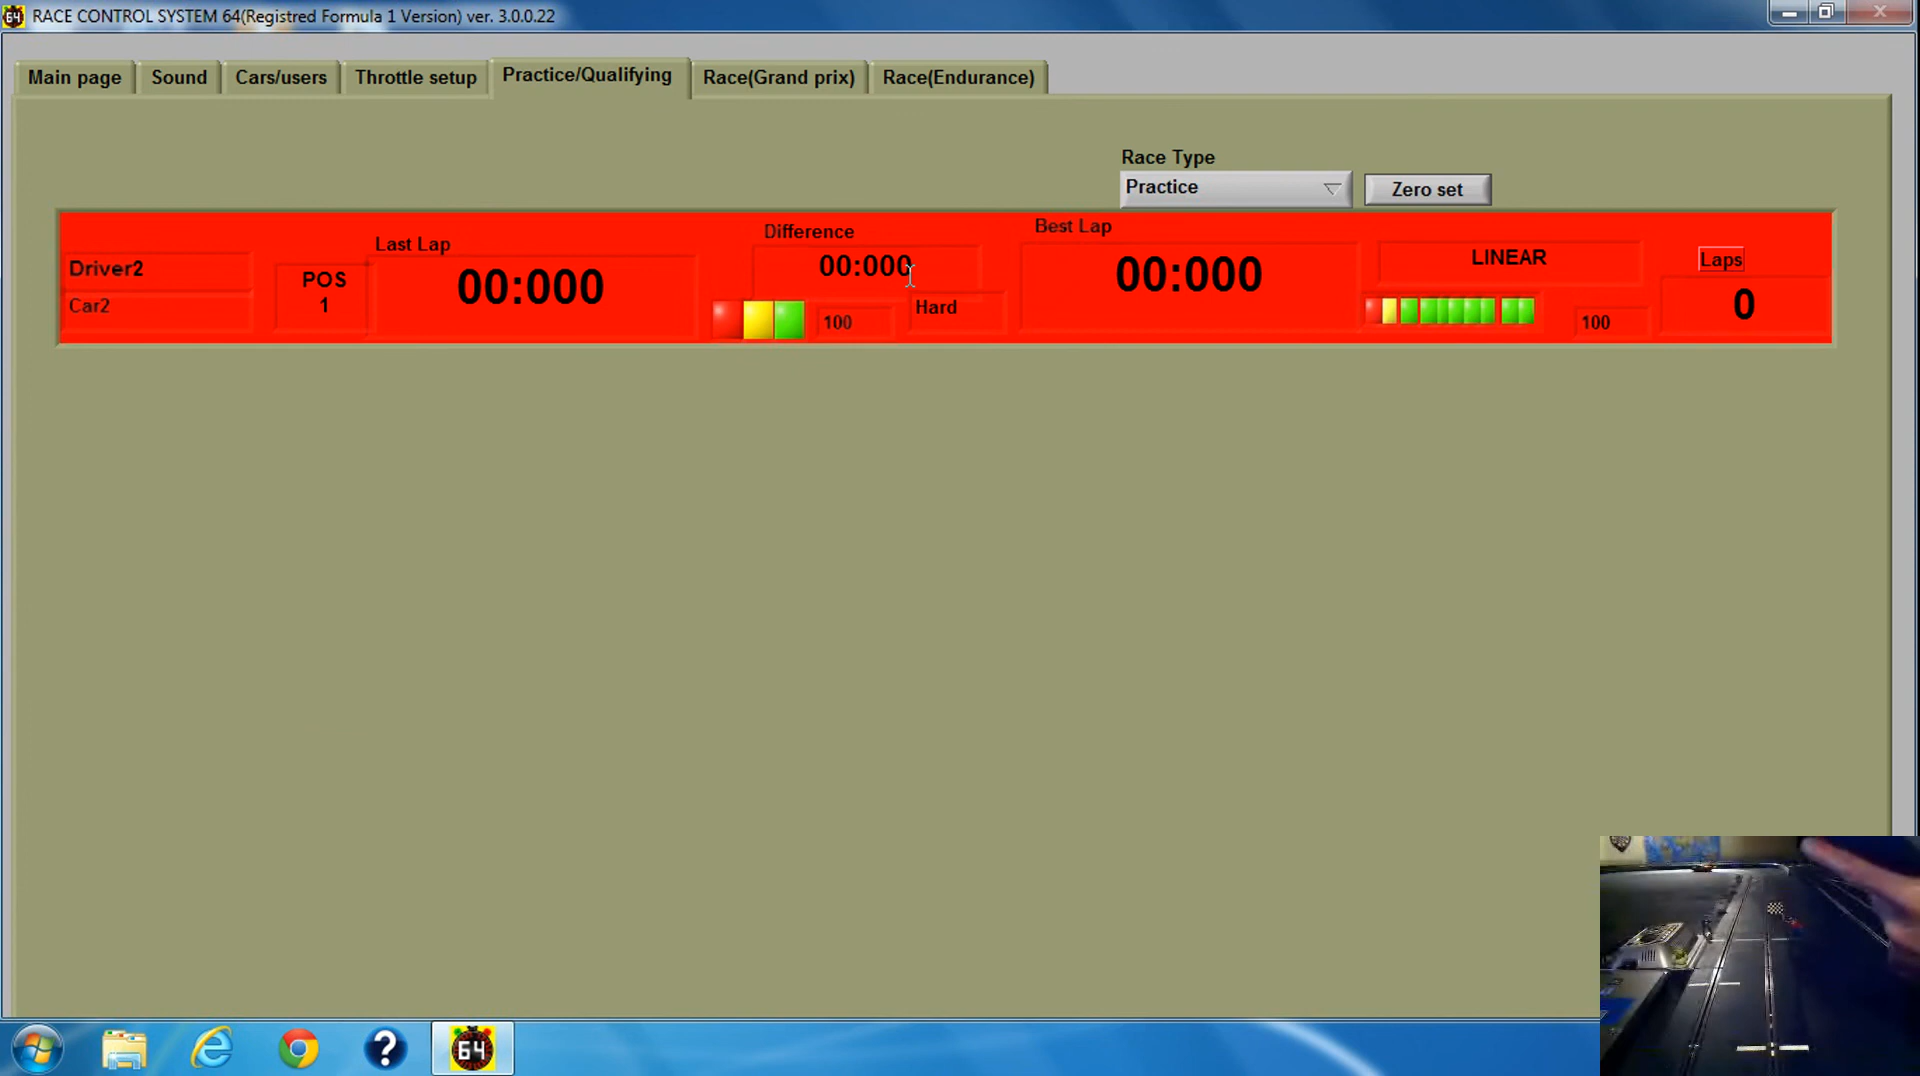 64 RACE CONTROL SYSTEM 64(Registred Formula 1 Version) ver. 3.0.0.22
Main page Sound Cars/users Throttle setup Practice/Qualifying Race(Grand prix) Race(Endurance)
Race Type
Practice Zero set
Driver2
Car2
POS
1
Last Lap
00:000
Difference
00:000
100 Hard
Best Lap
00:000
LINEAR
100
Laps
0
? 64